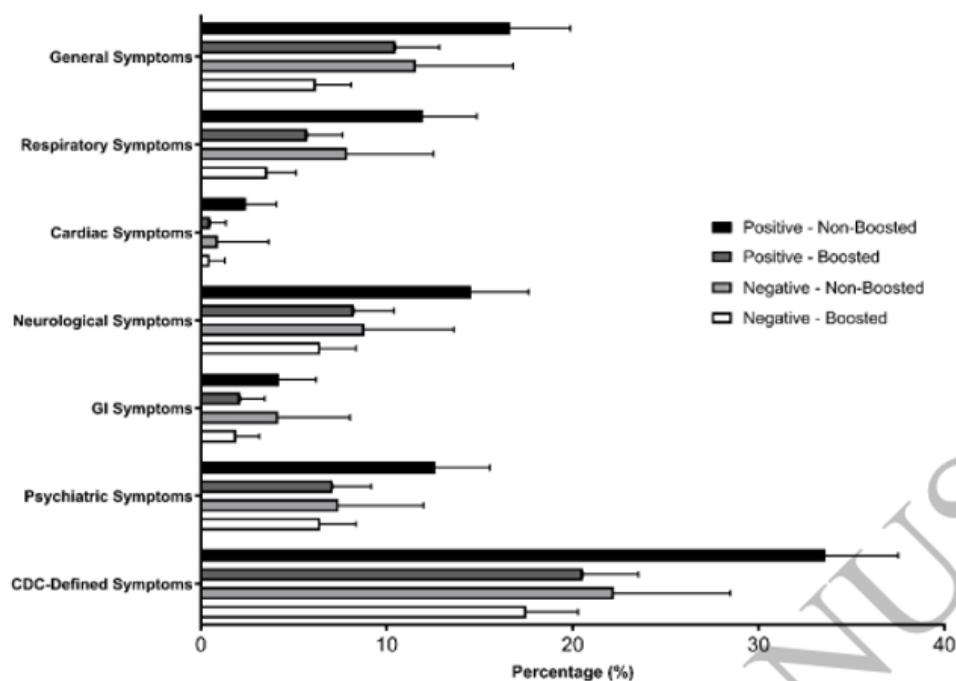 General Symptoms
Respiratory Symptoms
Cardiac Symptoms
Neurological Symptoms
GI Symptoms
Psychiatric Symptoms
CDC-Defined Symptoms
Positive - Non-Boosted
Positive - Boosted
Negative - Non-Boosted
Negative - Boosted
0 10 20 30 40
Percentage (%)
NUS